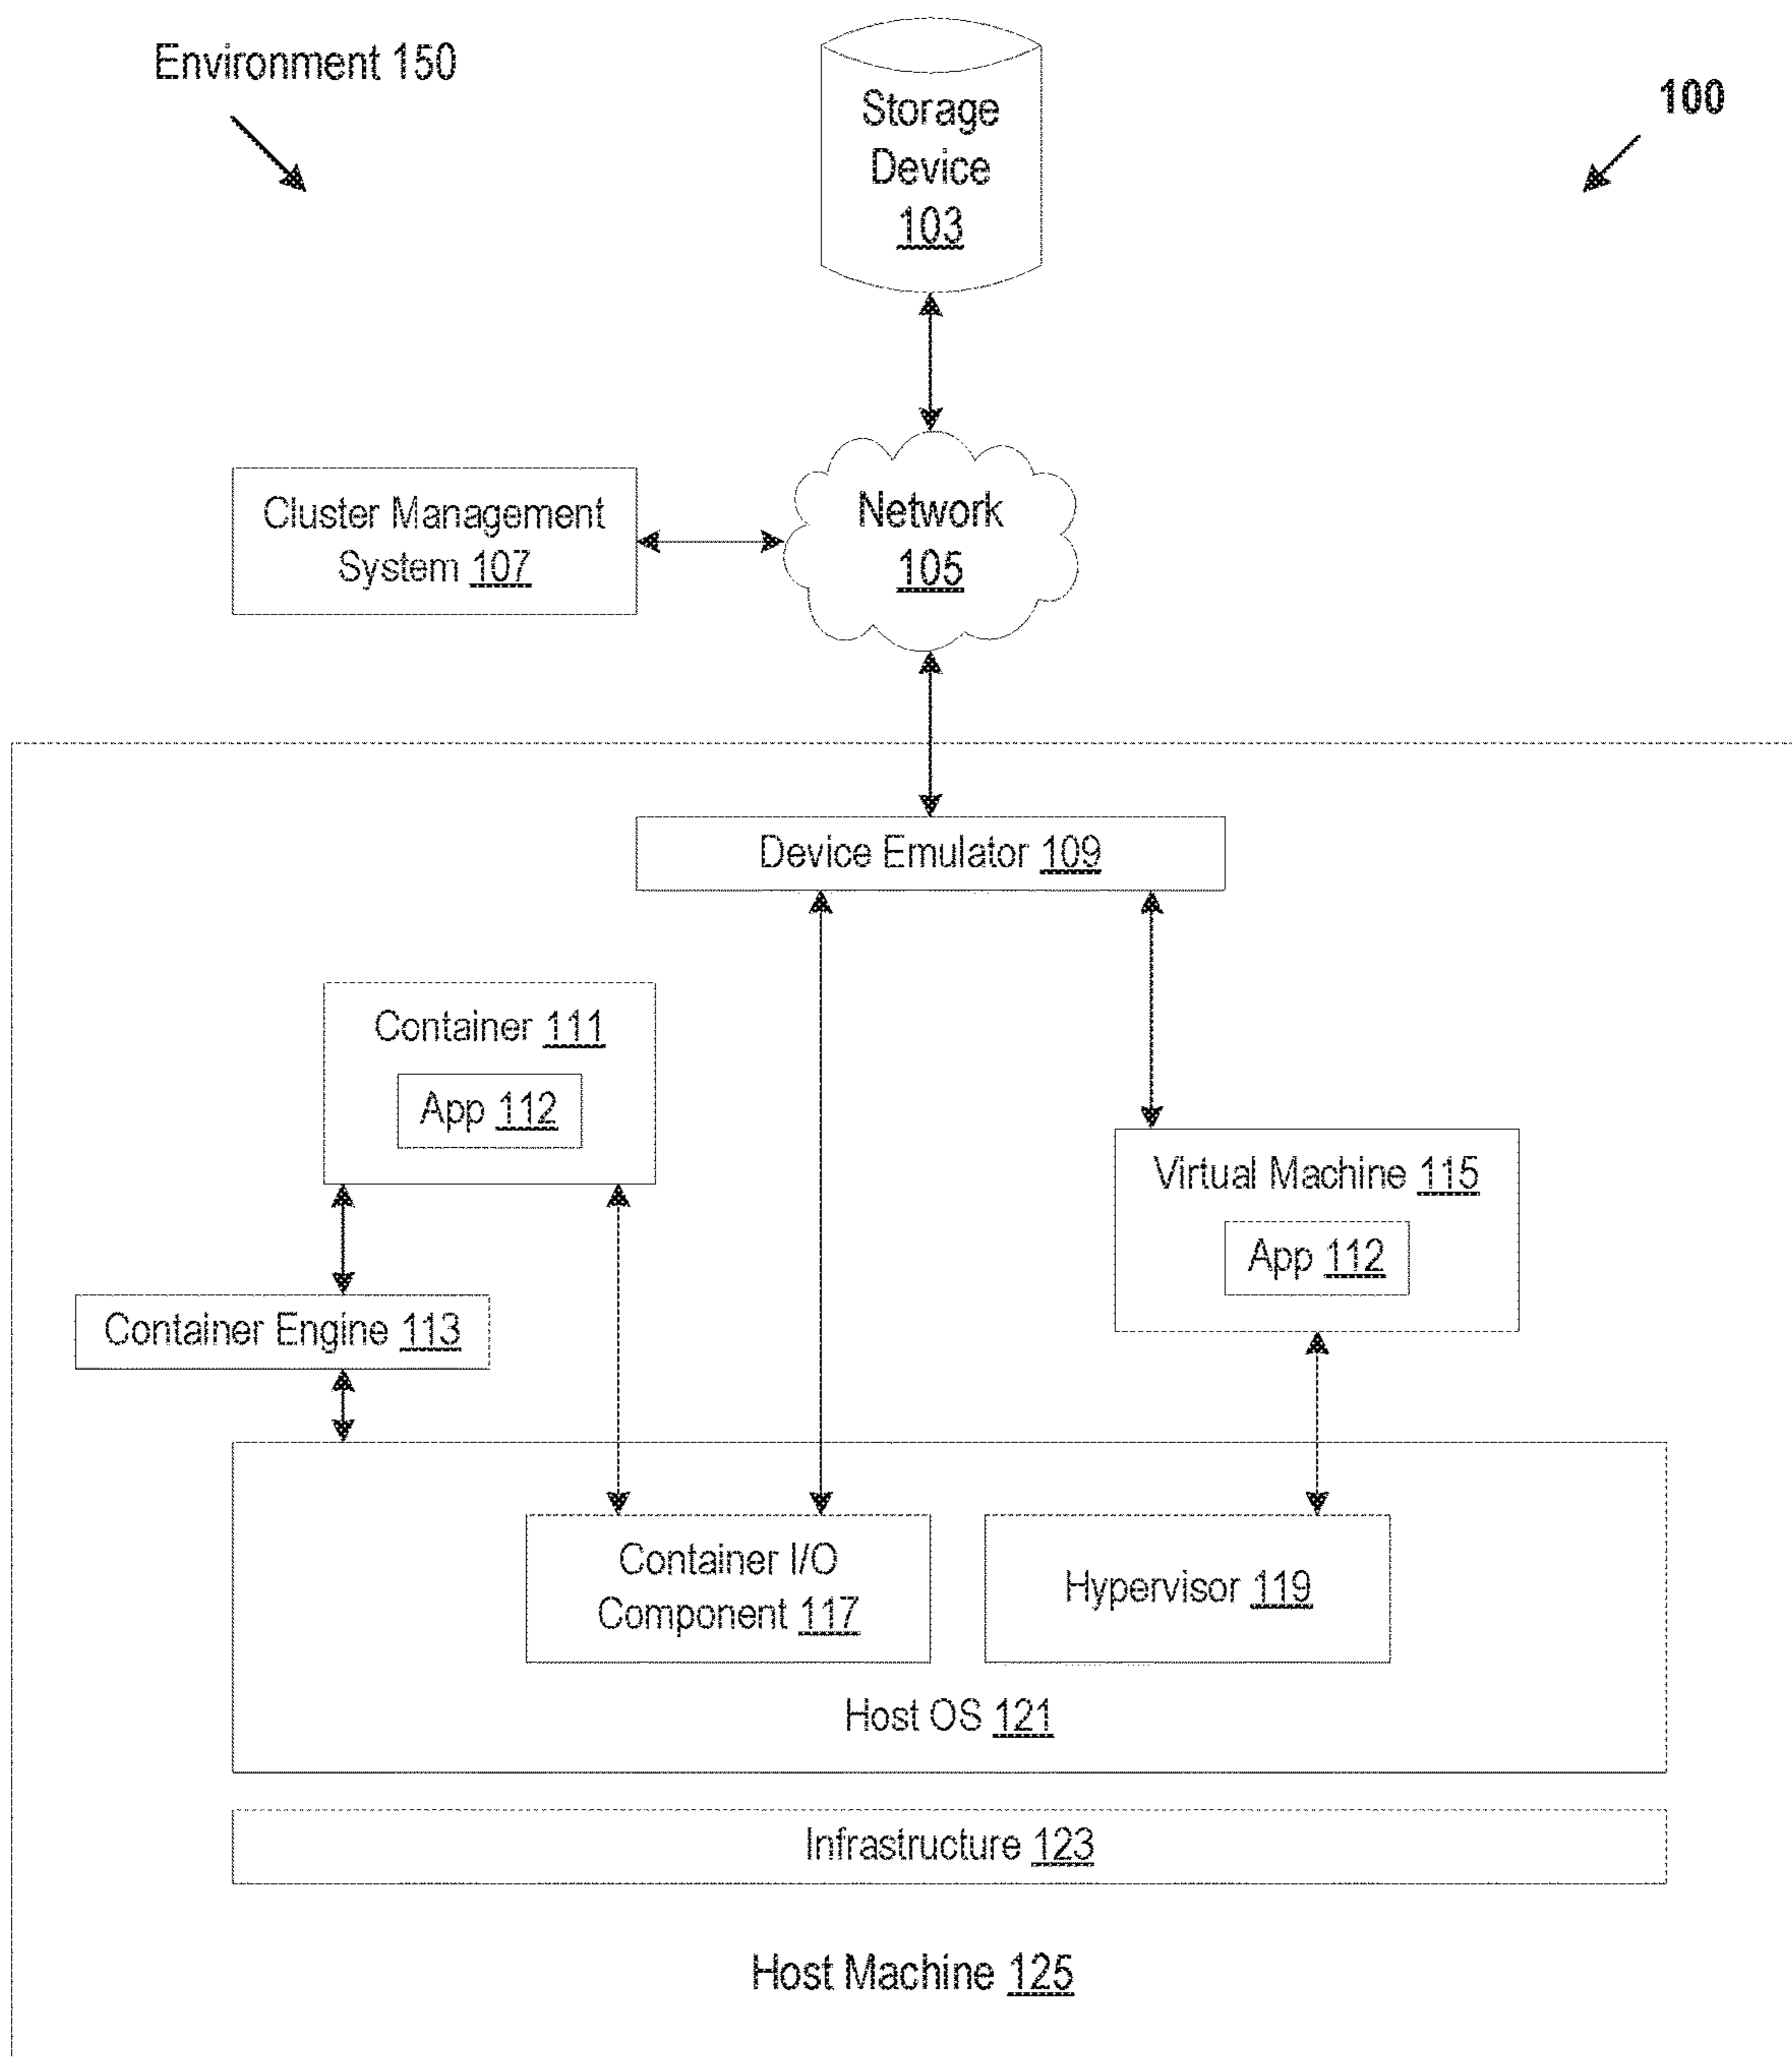 Environment 150
100
Storage
Device
103
Cluster Management
System 107
Network
105
Device Emulator 109
Container 111
App 112
Virtual Machine 115
App 112
Container Engine 113
Container I/O
Component 117
Hypervisor 119
Host OS 121
Infrastructure 123
Host Machine 125